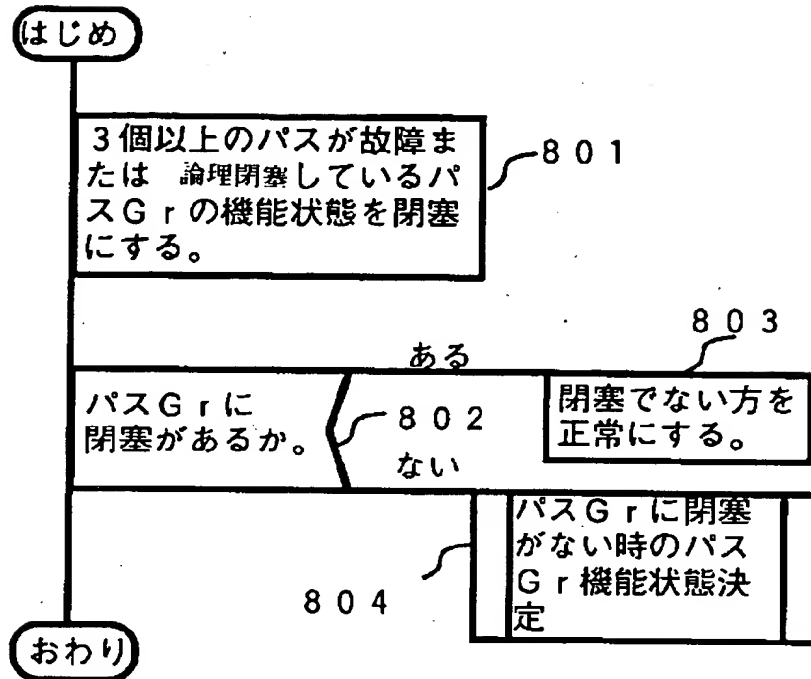 はじめ
3個以上のパスが故障ま
たは 論理閉塞しているパ
スGrの機能状態を閉塞
にする。
801
803
ある
パスGrに
閉塞があるか。
802
ない
閉塞でない方を
正常にする。
パスGrに閉塞
がない時のパス
Gr機能状態決
定
804
おわり